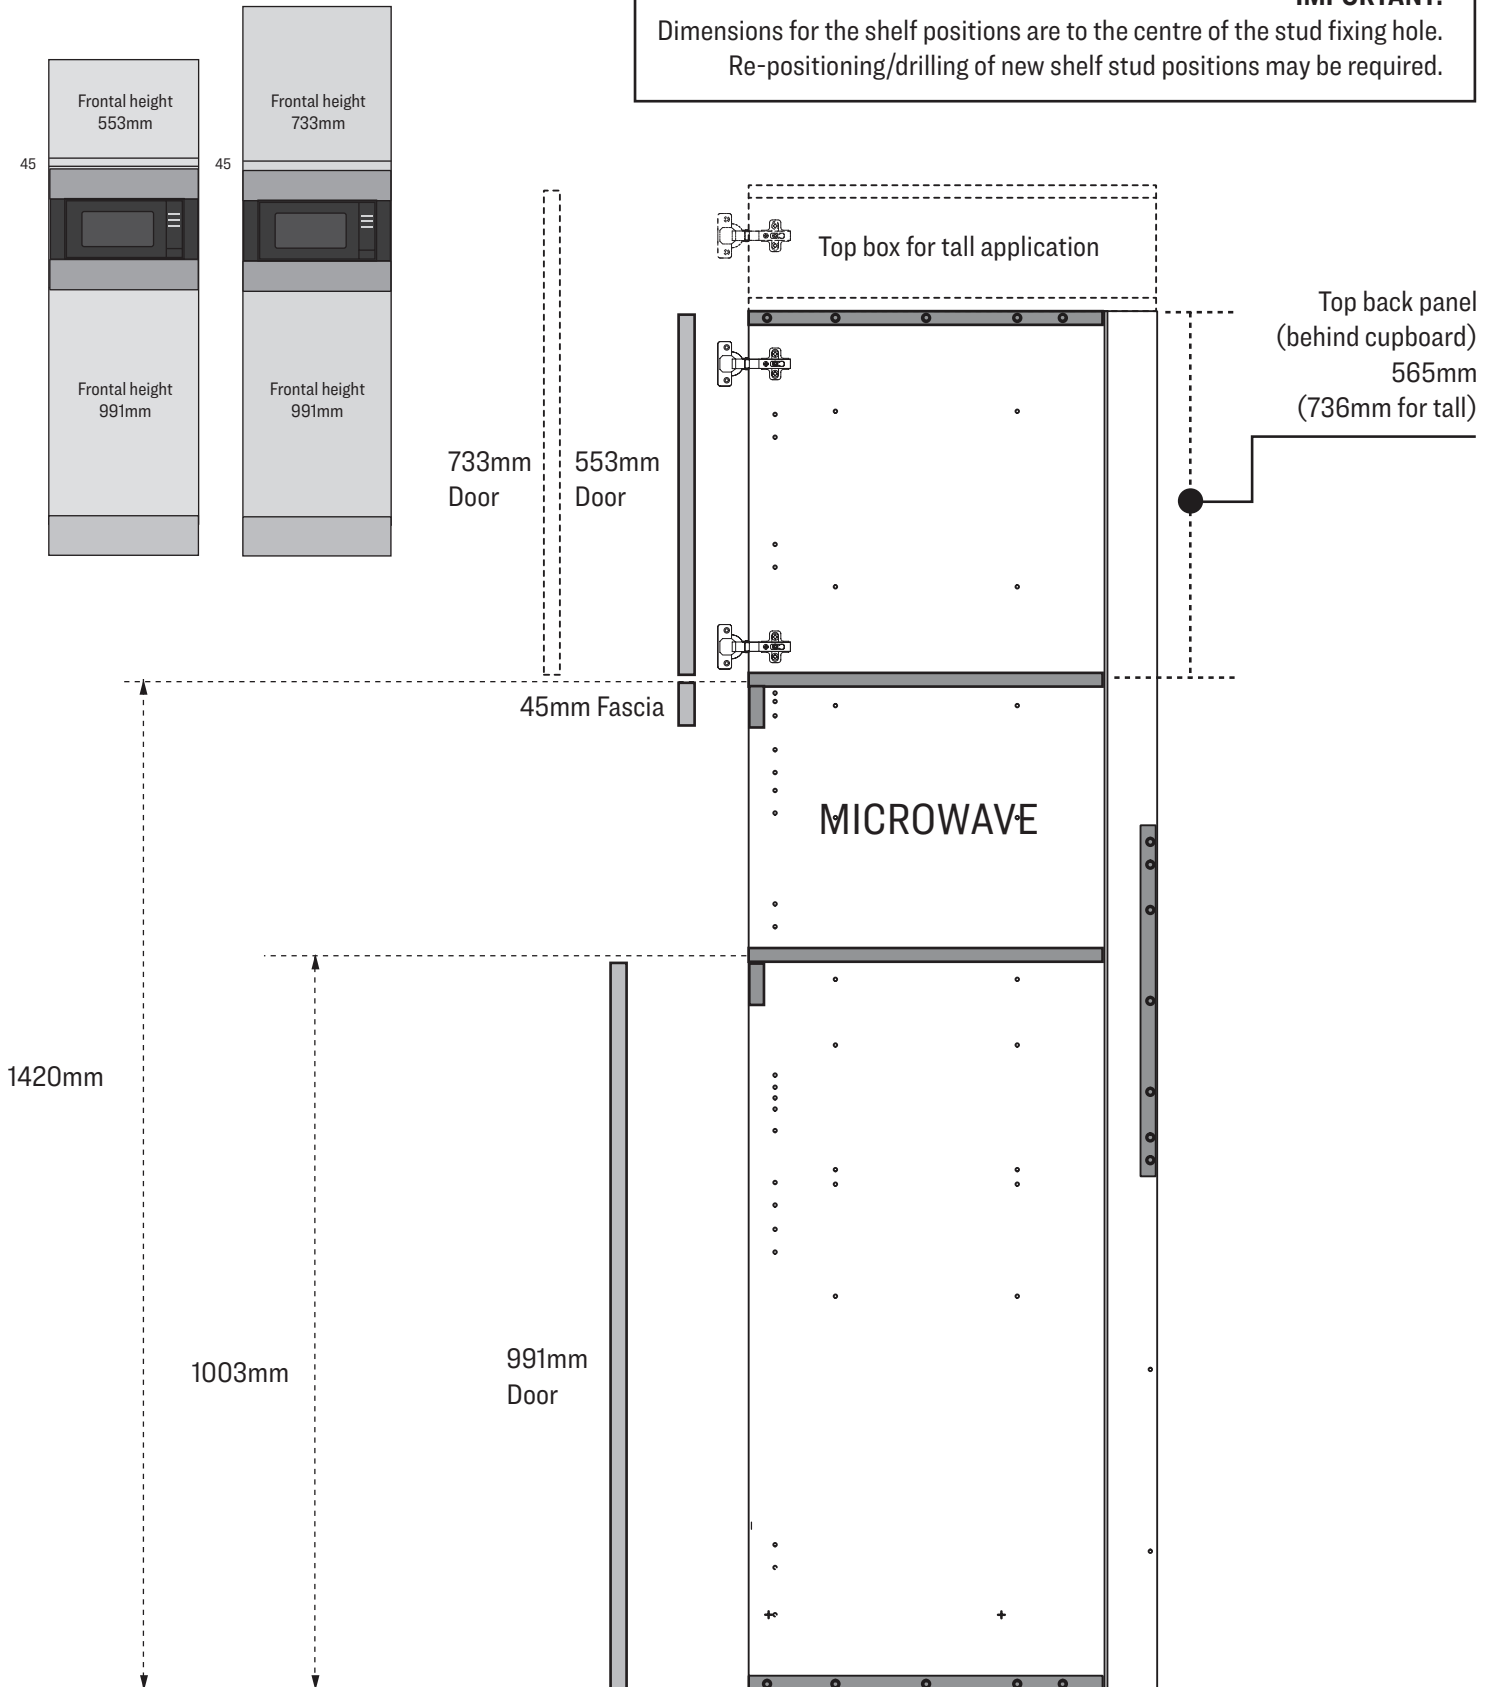 IMPORTANT:
Dimensions for the shelf positions are to the centre of the stud fixing hole.
Re-positioning/drilling of new shelf stud positions may be required.
Frontal height
553mm
Frontal height
733mm
45
45
Frontal height
991mm
Frontal height
991mm
Top box for tall application
Top back panel
(behind cupboard)
565mm
(736mm for tall)
733mm
Door
553mm
Door
45mm Fascia
MICROWAVE
1420mm
1003mm
991mm
Door